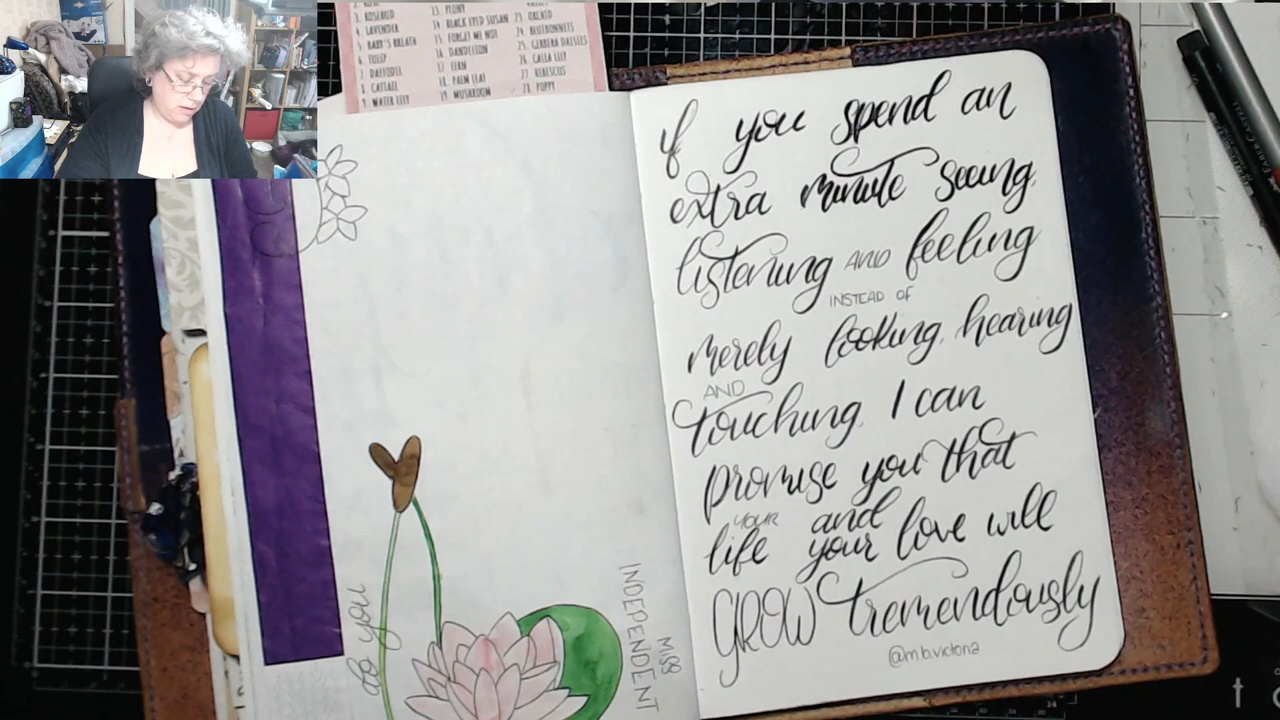 3. LAVENDER
5. BABY'S BREATH
6 TULIP
7 DAFFODIL
8 CATTAIL
9 WATER LILY
13. PEONY
14 BLACK EYED SUSAN
15. FORGET ME NOT
16. DANDELION
17 FERN
18. PALM LEAF
19. MUSHROOM
23. ORCHID
24. BLUEBONNETS
25. GERBERA DAISIES
26. CALLA LILY
27. HIBISCUS
28. POPPY
do you
INDEPENDENT
MISS
if you spend an
extra minute seeing,
listening AND feeling
INSTEAD OF
merely looking, hearing
AND
touching, I can
promise you that
YOUR and
life your love will
GROW tremendously
@m.b.victoria